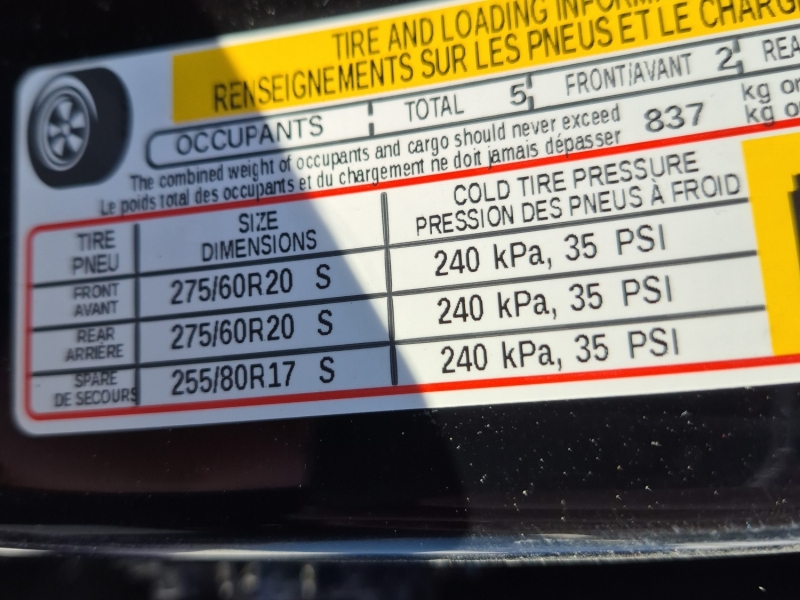 TIRE AND LOADING
RENSEIGNEMENTS SUR LES PNEUS ET LE
OCCUPANTS TOTAL 5 FRONT/AVANT 2
The combined weight of occupants and cargo should never exceed 837 kg
Le poids total des occupants et du chargement ne doit jamais dépasser kg
TIRE PNEU SIZE DIMENSIONS COLD TIRE PRESSURE PRESSION DES PNEUS À FROID
FRONT AVANT 275/60R20 S 240 kPa, 35 PSI
REAR ARRIÈRE 275/60R20 S 240 kPa, 35 PSI
SPARE DE SECOURS 255/80R17 S 240 kPa, 35 PSI